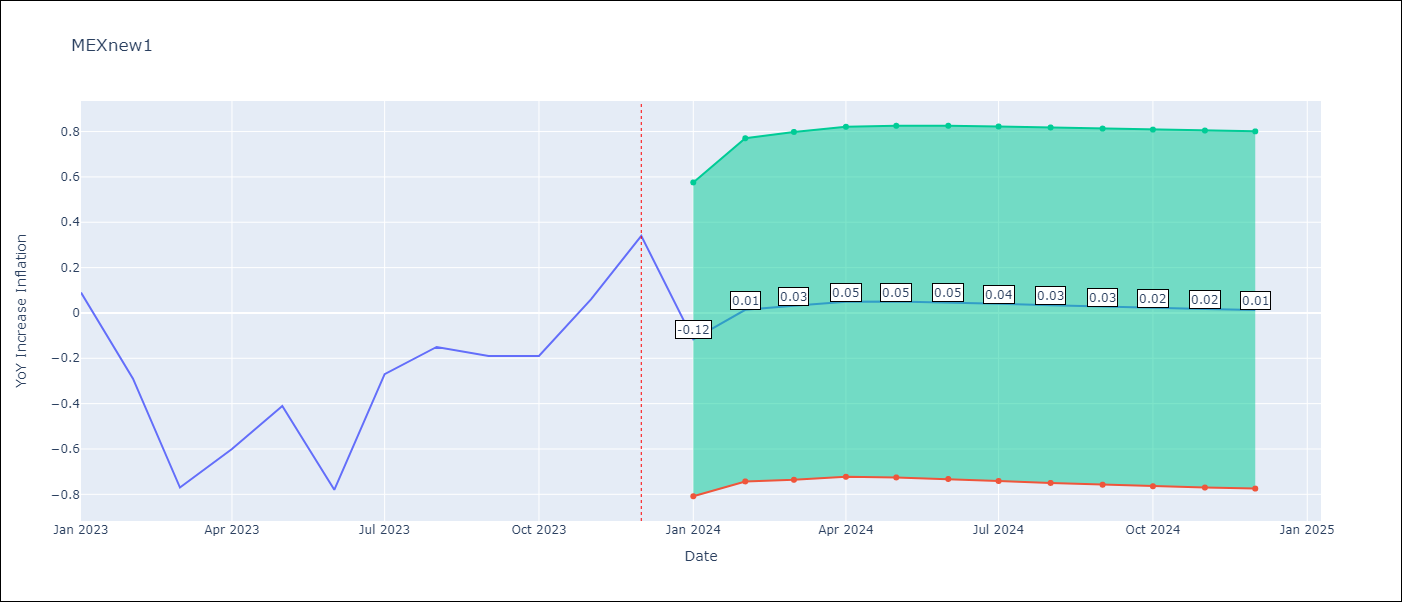 MEXnew1
YoY Increase Inflation
0.8
0.6
0.4
0.2
0
−0.2
−0.4
−0.6
−0.8
-0.12
0.01
0.03
0.05
0.05
0.05
0.04
0.03
0.03
0.02
0.02
0.01
Jan 2023
Apr 2023
Jul 2023
Oct 2023
Jan 2024
Apr 2024
Jul 2024
Oct 2024
Jan 2025
Date